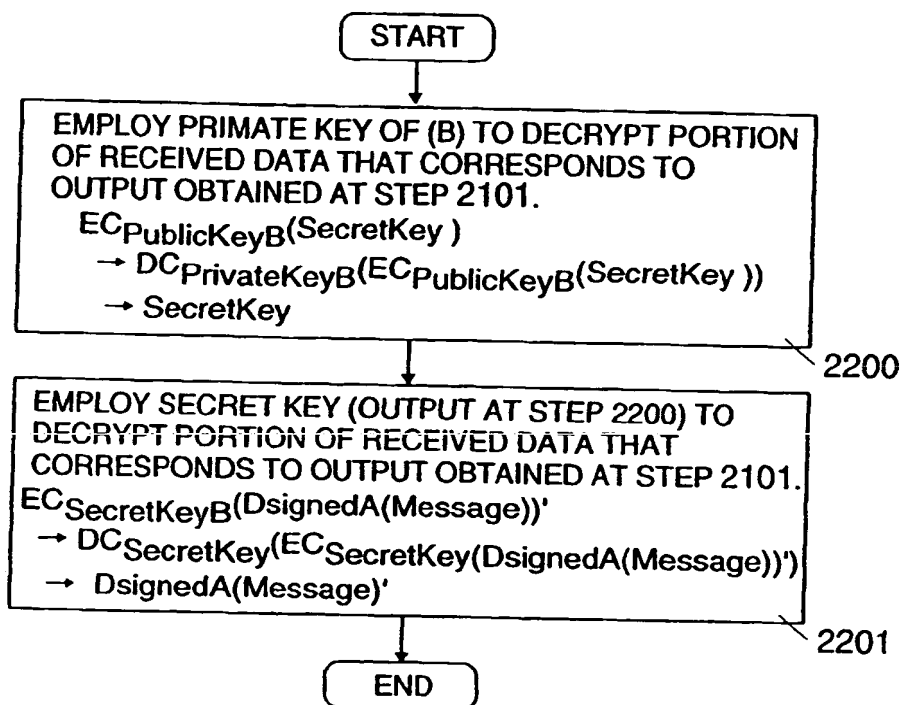 START
EMPLOY PRIMATE KEY OF (B) TO DECRYPT PORTION
OF RECEIVED DATA THAT CORRESPONDS TO
OUTPUT OBTAINED AT STEP 2101.
ECPublicKeyB(SecretKey )
→ DCPrivateKeyB(ECPublicKeyB(SecretKey ))
→ SecretKey
2200
EMPLOY SECRET KEY (OUTPUT AT STEP 2200) TO
DECRYPT PORTION OF RECEIVED DATA THAT
CORRESPONDS TO OUTPUT OBTAINED AT STEP 2101.
ECSecretKeyB(DsignedA(Message))'
→ DCSecretKey(ECSecretKey(DsignedA(Message))')
→ DsignedA(Message)'
2201
END